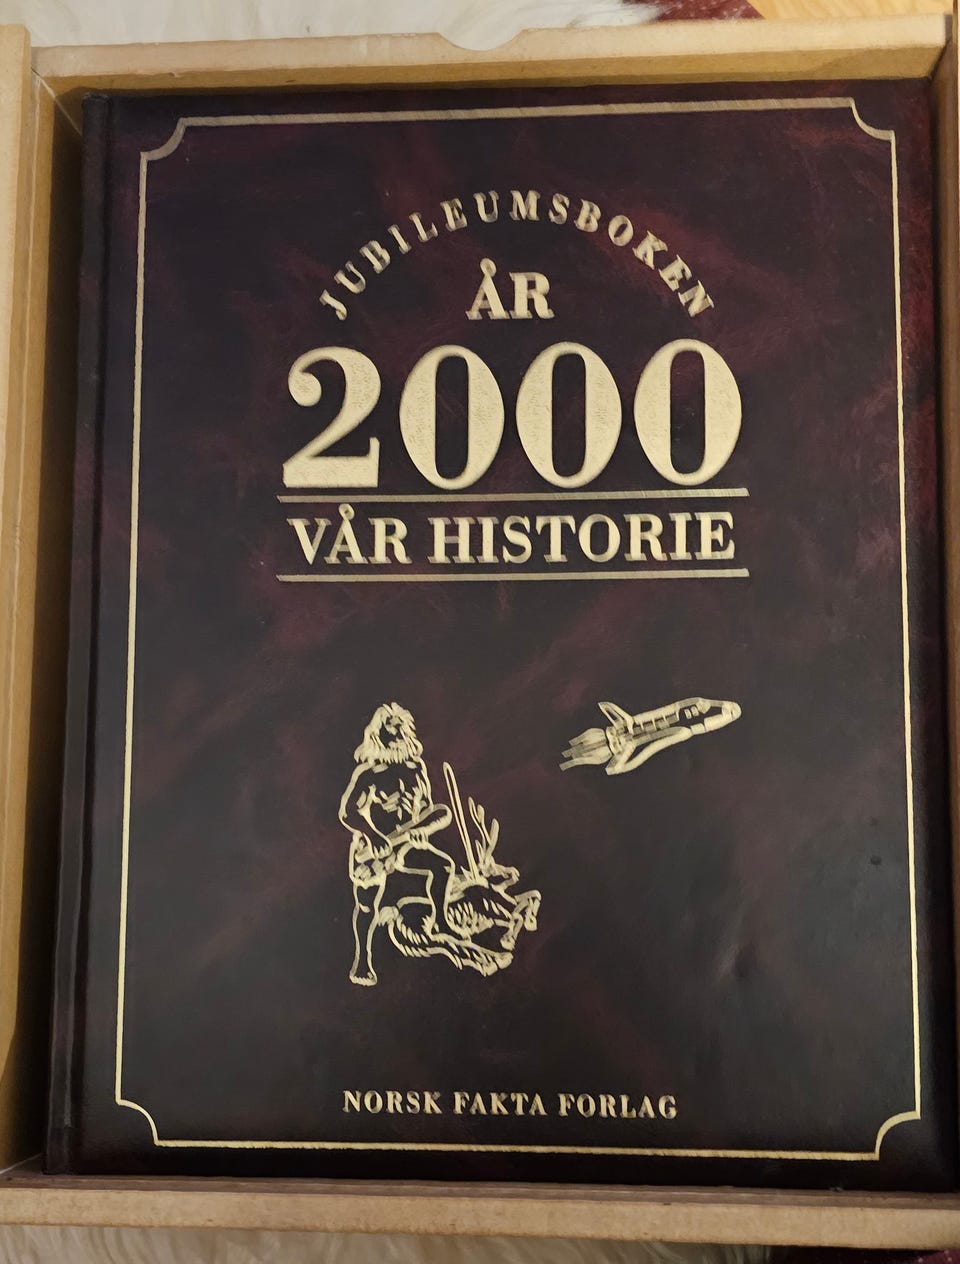 JUBILEUMSBOKEN
ÅR
2000
VÅR HISTORIE
NORSK FAKTA FORLAG